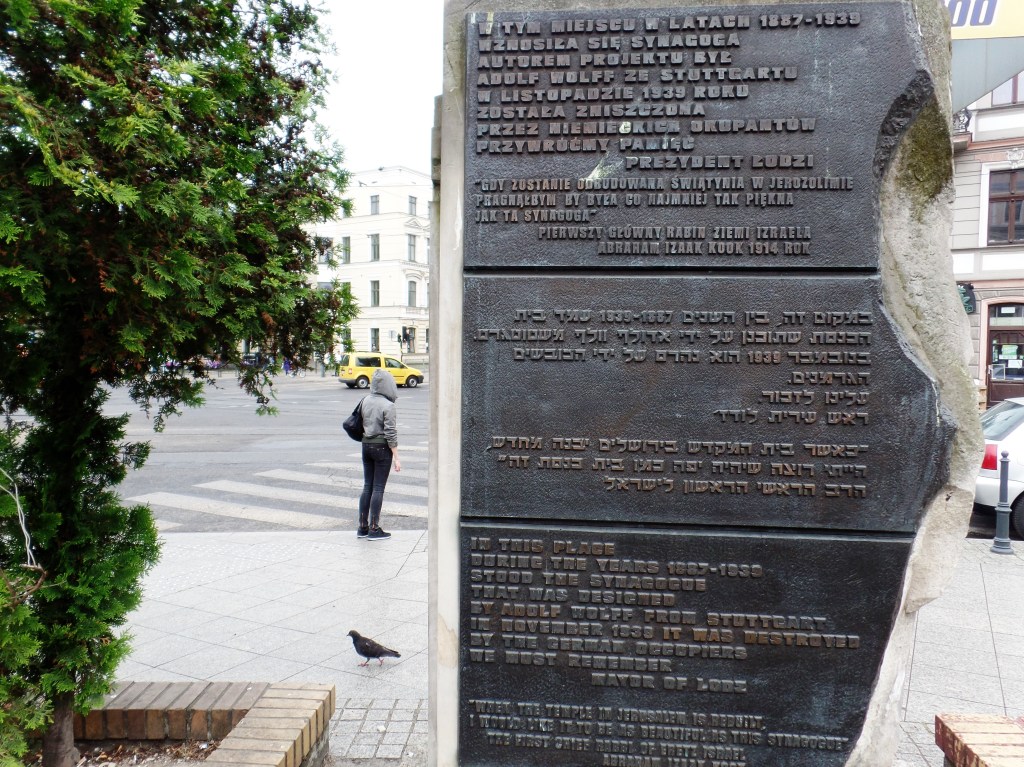 W TYM MIEJSCU W LATACH 1887-1939
WZNOSIŁA SIĘ SYNAGOGA
AUTOREM PROJEKTU BYŁ
ADOLF WOLFF ZE STUTTGARTU
W LISTOPADZIE 1939 ROKU
ZOSTAŁA ZNISZCZONA
PRZEZ NIEMIECKICH OKUPANTÓW
PRZYWRÓĆMY PAMIĘĆ
PREZYDENT ŁODZI
"GDY ZOSTANIE ODBUDOWANA ŚWIĄTYNIA W JEROZOLIMIE
PRAGNĄŁBYM BY BYŁA CO NAJMNIEJ TAK PIĘKNA
JAK TA SYNAGOGA"
PIERWSZY GŁÓWNY RABIN ZIEMI IZRAELA
ABRAHAM IZAAK KOOK 1914 ROK
במקום זה, בין השנים 1887-1939 עמד בית
הכנסת שתוכנן על ידי אדולף וולף משטוטגרט.
בנובמבר 1939 הוא נהרס על ידי הכובשים
הגרמנים.
עלינו לזכור.
ראש עירית לודז'
"כאשר בית המקדש בירושלים יבנה מחדש,
הייתי רוצה שיהיה יפה כמו בית כנסת זה"
הרב הראשי הראשון לישראל
IN THIS PLACE
DURING THE YEARS 1887-1939
STOOD THE SYNAGOGUE
THAT WAS DESIGNED
BY ADOLF WOLFF FROM STUTTGART
IN NOVEMBER 1939 IT WAS DESTROYED
BY THE GERMAN OCCUPIERS
WE MUST REMEMBER
MAYOR OF LODZ
"WHEN THE TEMPLE IN JERUSALEM IS REBUILT,
I WOULD LIKE IT TO BE AS BEAUTIFUL AS THIS SYNAGOGUE"
THE FIRST CHIEF RABBI OF ERETZ ISRAEL
ABRAHAM ISAAC KOOK